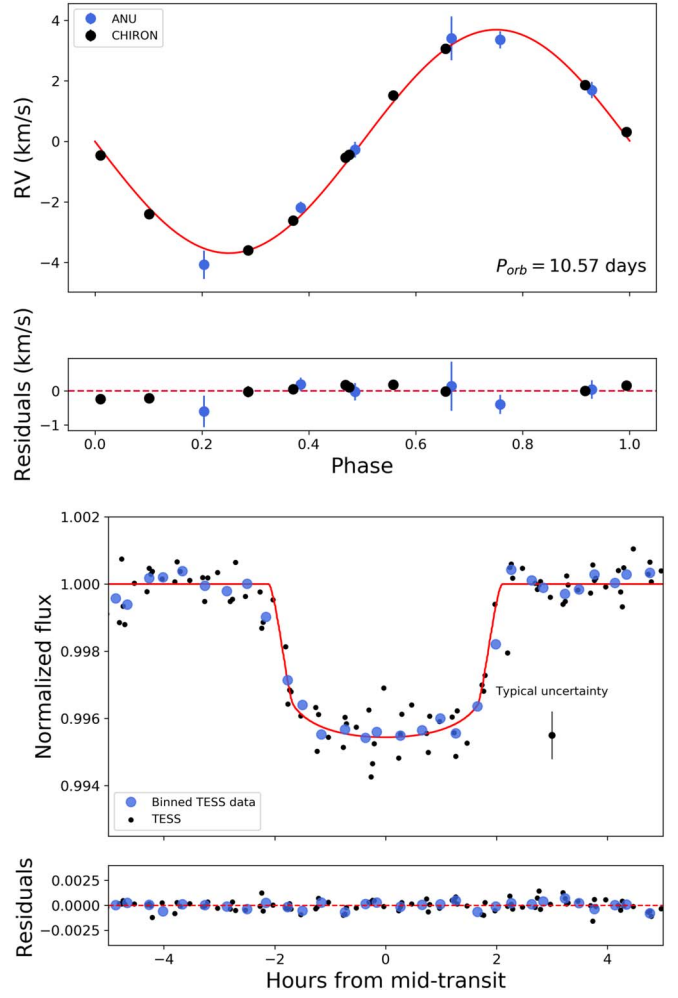 ANU
CHIRON
4
2
0
−2
−4
RV (km/s)
P_orb = 10.57 days
0
−1
Residuals (km/s)
0.0 0.2 0.4 0.6 0.8 1.0
Phase
1.002
1.000
0.998
0.996
0.994
Normalized flux
Typical uncertainty
Binned TESS data
TESS
0.0025
0.0000
−0.0025
Residuals
−4 −2 0 2 4
Hours from mid-transit